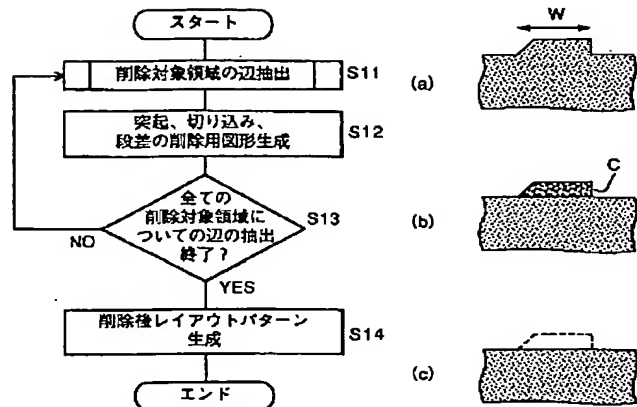 スタート
削除対象領域の辺抽出
S11
突起、切り込み、
段差の削除用図形生成
S12
全ての
削除対象領域に
ついての辺の抽出
終了?
S13
NO
YES
削除後レイアウトパターン
生成
S14
エンド
W
(a)
C
(b)
(c)